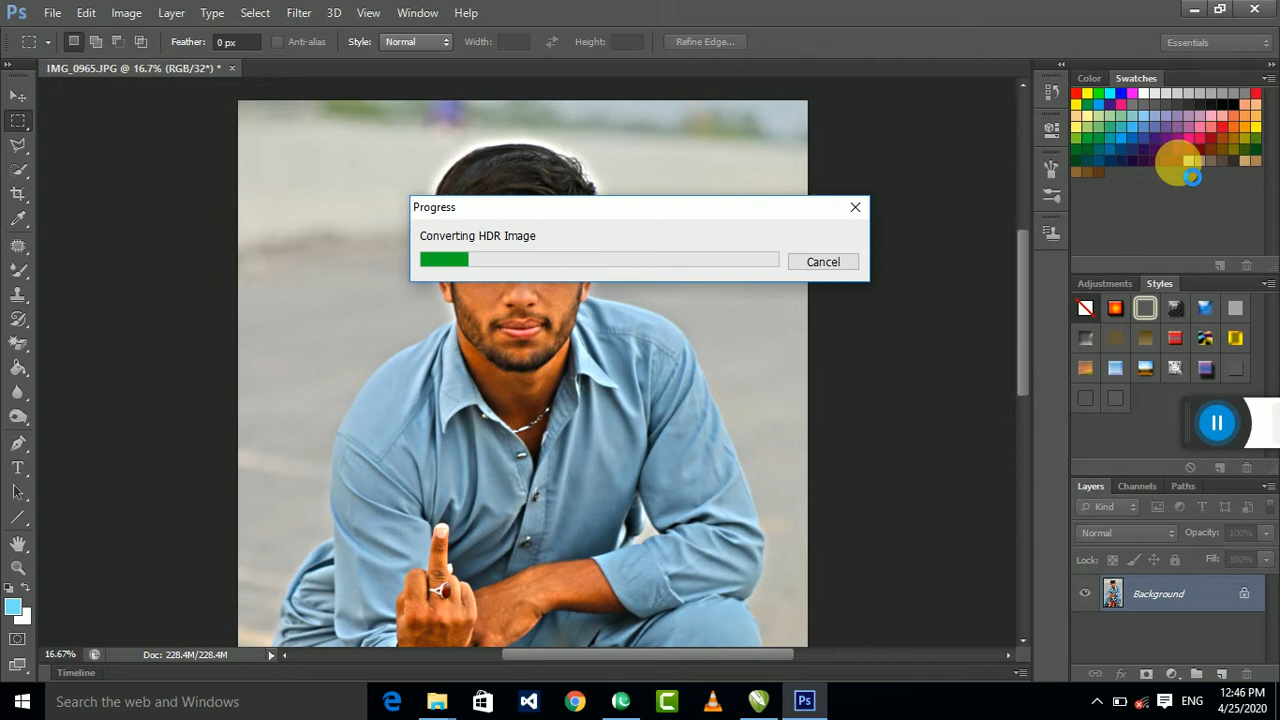 Ps File Edit Image Layer Type Select Filter 3D View Window Help
Feather: 0 px Anti-alias Style: Normal Width: Height: Refine Edge... Essentials
IMG_0965.JPG @ 16.7% (RGB/32*) * ×
Color Swatches
Progress
Converting HDR Image
Cancel
Adjustments Styles
Layers Channels Paths
Kind
Normal Opacity: 100%
Lock: Fill: 100%
Background
16.67% Doc: 228.4M/228.4M
Timeline
Search the web and Windows
Ps
ENG
12:46 PM
4/25/2020